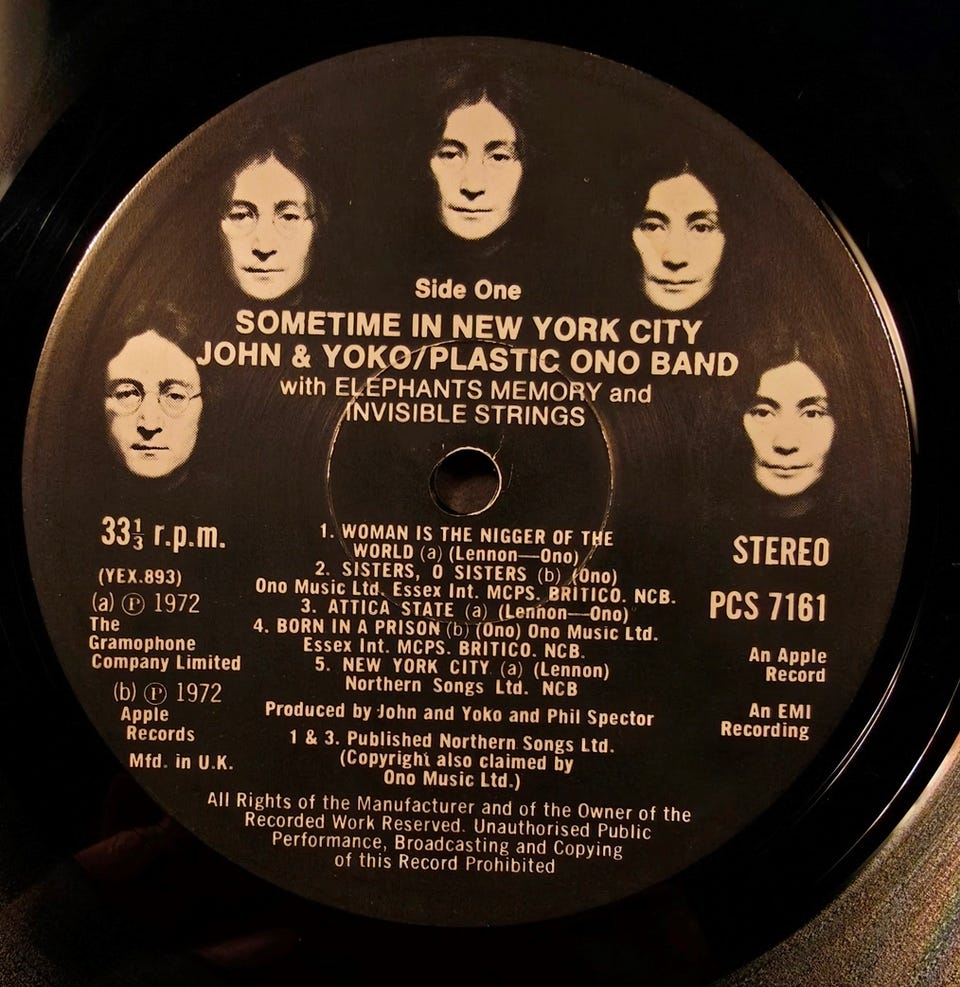 Side One
SOMETIME IN NEW YORK CITY
JOHN & YOKO/PLASTIC ONO BAND
with ELEPHANTS MEMORY and
INVISIBLE STRINGS
33⅓ r.p.m.
(YEX.893)
(a) Ⓟ 1972
The
Gramophone
Company Limited
(b) Ⓟ 1972
Apple
Records
Mfd. in U.K.
1. WOMAN IS THE NIGGER OF THE
WORLD (a) (Lennon—Ono)
2. SISTERS, O SISTERS (b) (Ono)
Ono Music Ltd. Essex Int. MCPS. BRITICO. NCB.
3. ATTICA STATE (a) (Lennon—Ono)
4. BORN IN A PRISON (b) (Ono) Ono Music Ltd.
Essex Int. MCPS. BRITICO. NCB.
5. NEW YORK CITY (a) (Lennon)
Northern Songs Ltd. NCB
Produced by John and Yoko and Phil Spector
1 & 3. Published Northern Songs Ltd.
(Copyright also claimed by
Ono Music Ltd.)
STEREO
PCS 7161
An Apple
Record
An EMI
Recording
All Rights of the Manufacturer and of the Owner of the
Recorded Work Reserved. Unauthorised Public
Performance, Broadcasting and Copying
of this Record Prohibited